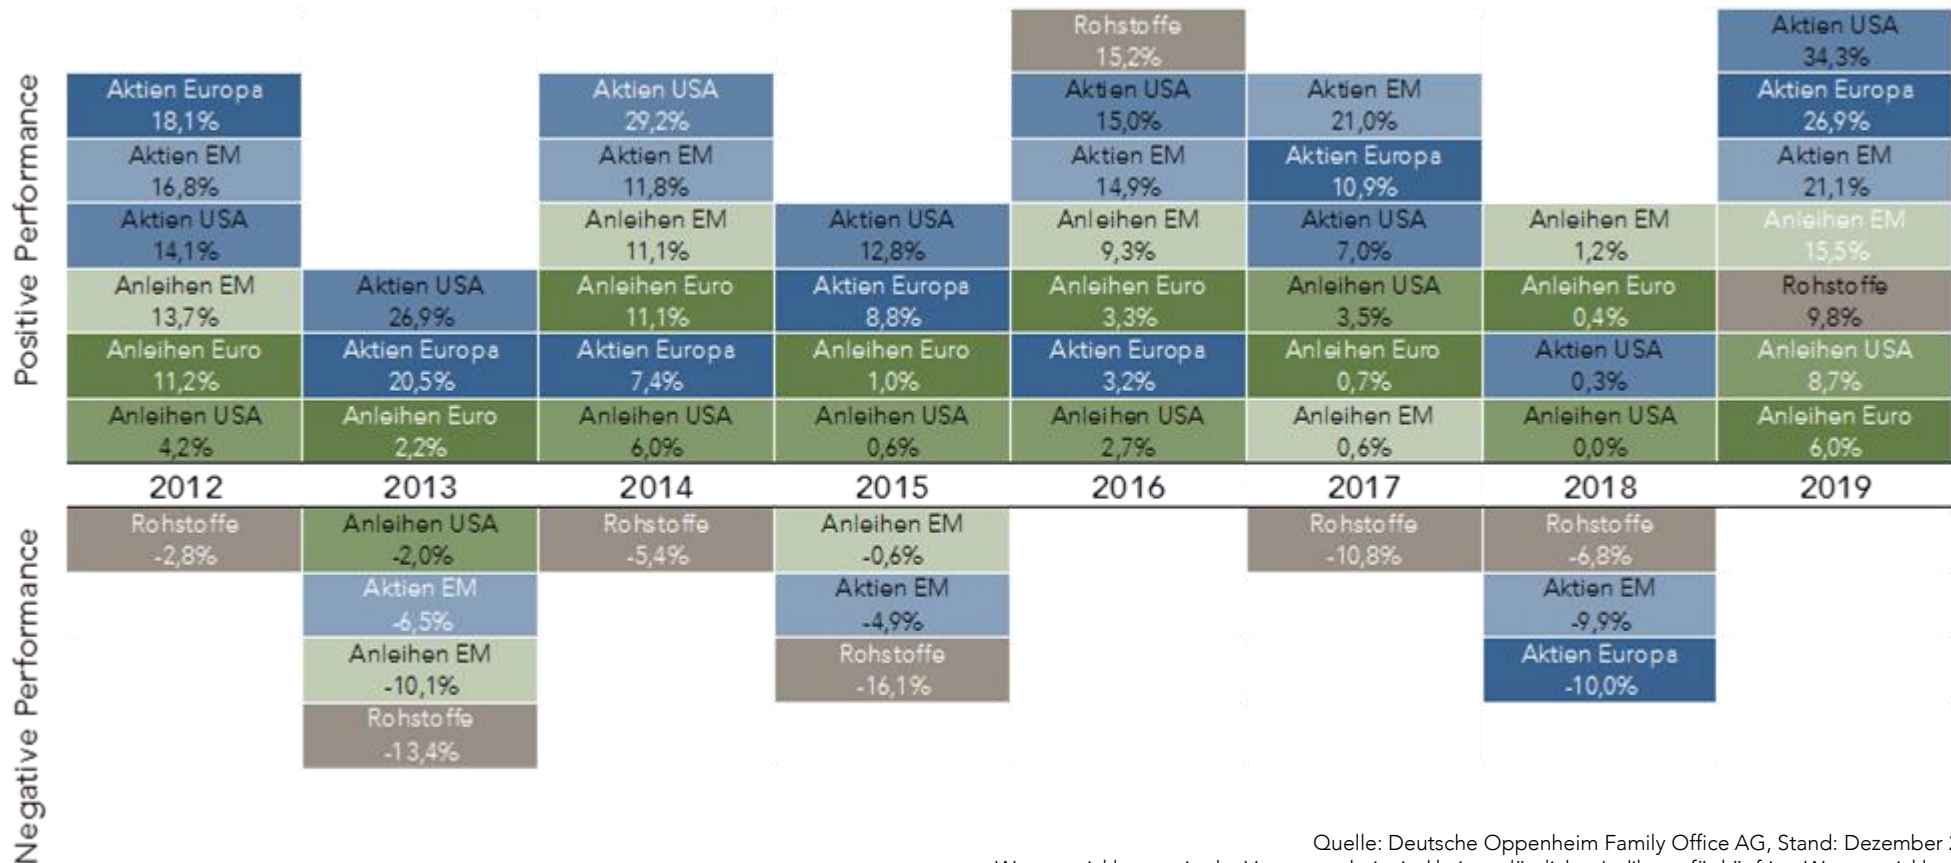 Positive Performance
Rohstoffe
15,2%
Aktien USA
34,3%
Aktien Europa
18,1%
Aktien USA
29,2%
Aktien USA
15,0%
Aktien EM
21,0%
Aktien Europa
26,9%
Aktien EM
16,8%
Aktien EM
11,8%
Aktien EM
14,9%
Aktien Europa
10,9%
Aktien EM
21,1%
Aktien USA
14,1%
Anleihen EM
11,1%
Aktien USA
12,8%
Anleihen EM
9,3%
Aktien USA
7,0%
Anleihen EM
1,2%
Anleihen EM
15,5%
Anleihen EM
13,7%
Aktien USA
26,9%
Anleihen Euro
11,1%
Aktien Europa
8,8%
Anleihen Euro
3,3%
Anleihen USA
3,5%
Anleihen Euro
0,4%
Rohstoffe
9,8%
Anleihen Euro
11,2%
Aktien Europa
20,5%
Aktien Europa
7,4%
Anleihen Euro
1,0%
Aktien Europa
3,2%
Anleihen Euro
0,7%
Aktien USA
0,3%
Anleihen USA
8,7%
Anleihen USA
4,2%
Anleihen Euro
2,2%
Anleihen USA
6,0%
Anleihen USA
0,6%
Anleihen USA
2,7%
Anleihen EM
0,6%
Anleihen USA
0,0%
Anleihen Euro
6,0%
2012 2013 2014 2015 2016 2017 2018 2019
Negative Performance
Rohstoffe
-2,8%
Anleihen USA
-2,0%
Rohstoffe
-5,4%
Anleihen EM
-0,6%
Rohstoffe
-10,8%
Rohstoffe
-6,8%
Aktien EM
-6,5%
Aktien EM
-4,9%
Aktien EM
-9,9%
Anleihen EM
-10,1%
Rohstoffe
-16,1%
Aktien Europa
-10,0%
Rohstoffe
-13,4%
Quelle: Deutsche Oppenheim Family Office AG, Stand: Dezember